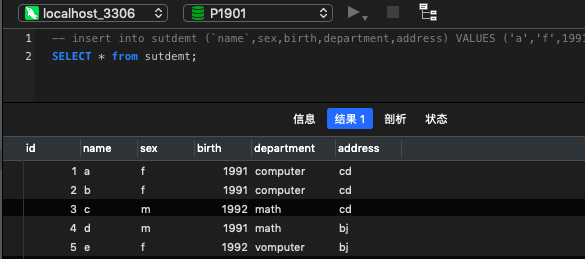 localhost_3306 P1901
1 -- insert into sutdemt (`name`,sex,birth,department,address) VALUES ('a','f',1991
2 SELECT * from sutdemt;
信息 结果 1 剖析 状态
id name sex birth department address
1 a f 1991 computer cd
2 b f 1991 computer cd
3 c m 1992 math cd
4 d m 1991 math bj
5 e f 1992 vomputer bj